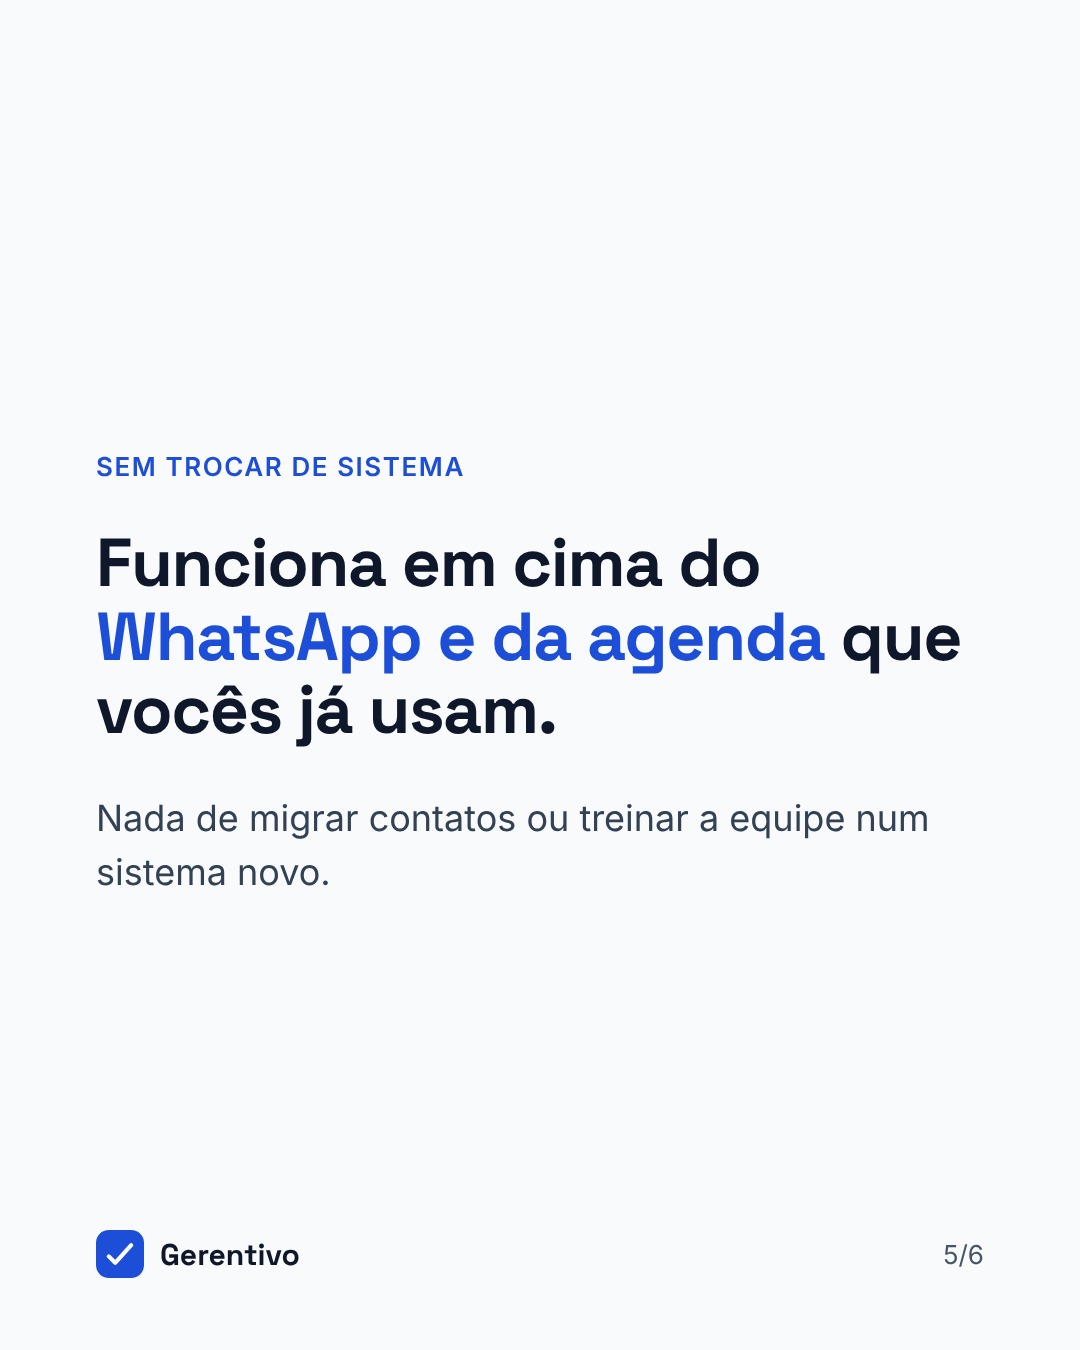 SEM TROCAR DE SISTEMA
Funciona em cima do
WhatsApp e da agenda que
vocês já usam.
Nada de migrar contatos ou treinar a equipe num
sistema novo.
Gerentivo
5/6